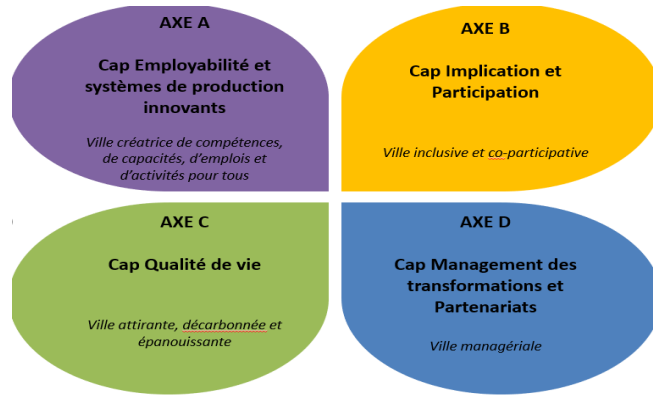 AXE A
Cap Employabilité et
systèmes de production
innovants
Ville créatrice de compétences,
de capacités, d'emplois et
d'activités pour tous
AXE B
Cap Implication et
Participation
Ville inclusive et co-participative
AXE C
Cap Qualité de vie
Ville attirante, décarbonnée et
épanouissante
AXE D
Cap Management des
transformations et
Partenariats
Ville managériale